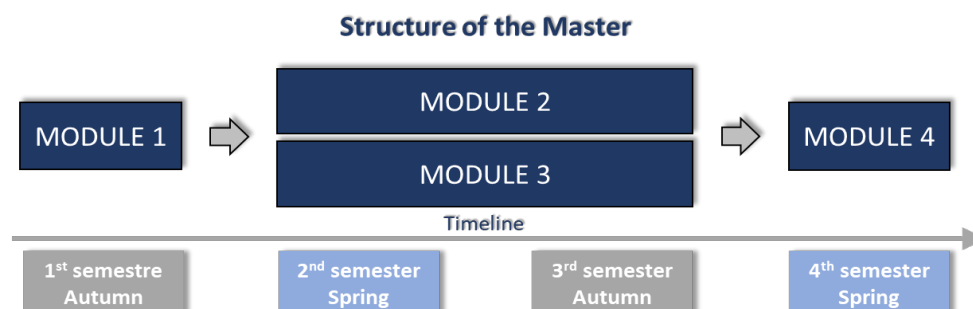 Structure of the Master
MODULE 1
MODULE 2
MODULE 3
MODULE 4
Timeline
1st semestre
Autumn
2nd semester
Spring
3rd semester
Autumn
4th semester
Spring